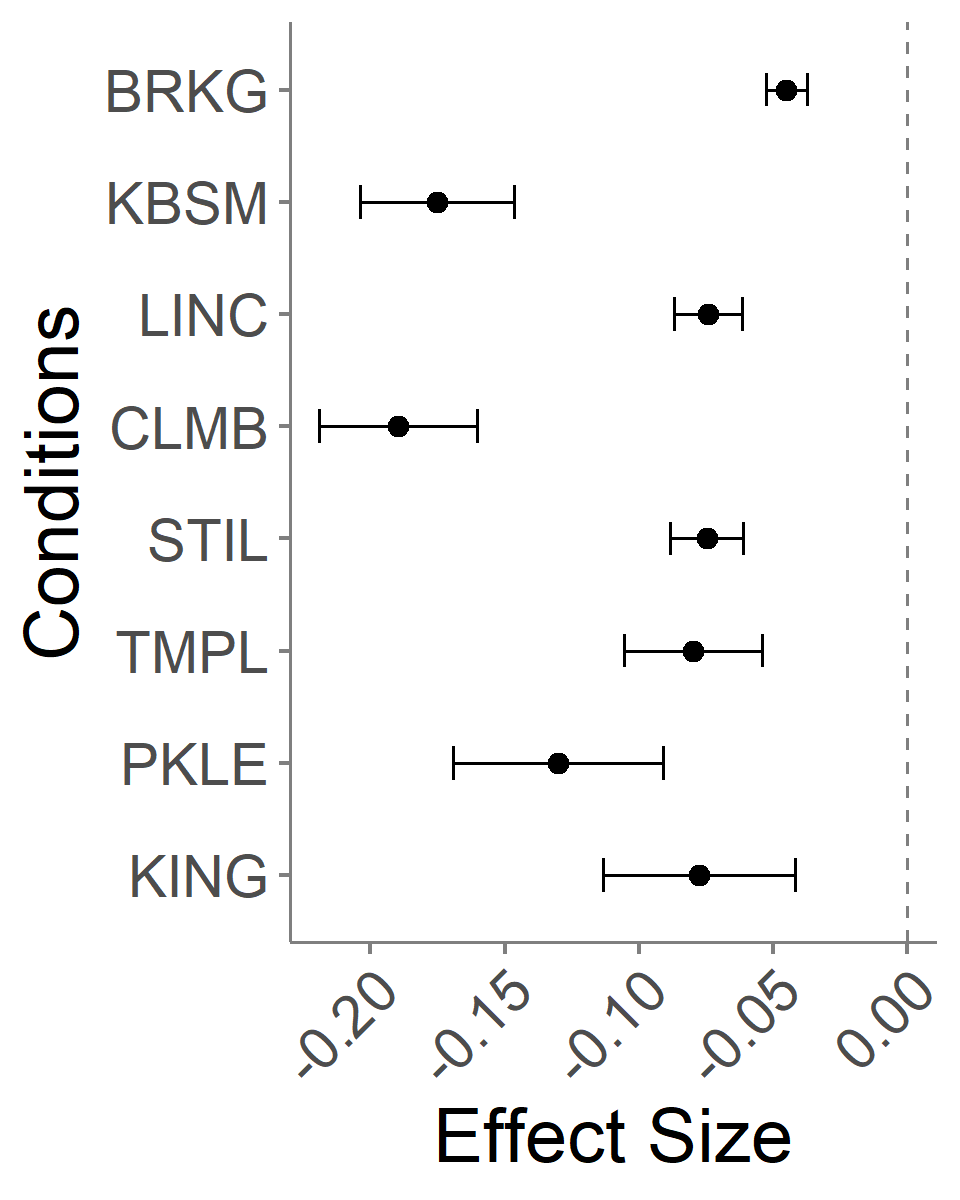 BRKG
KBSM
LINC
CLMB
STIL
TMPL
PKLE
KING
Conditions
-0.20
-0.15
-0.10
-0.05
0.00
Effect Size